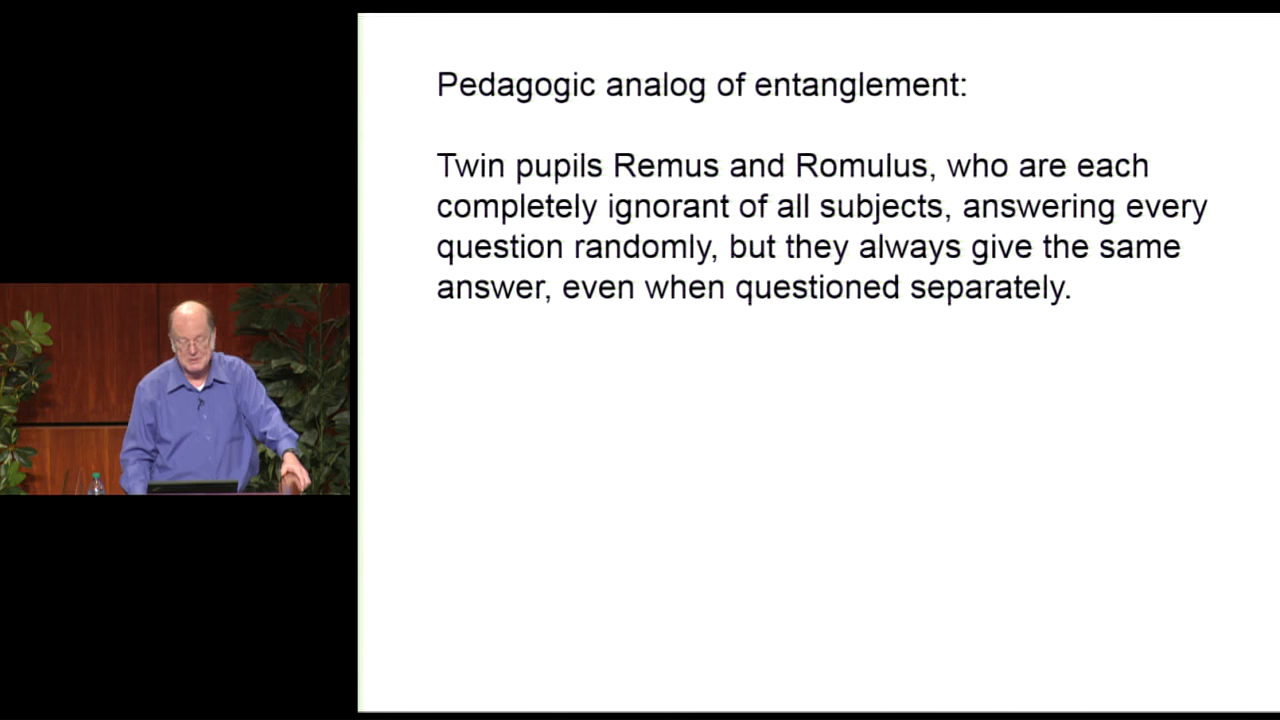 Pedagogic analog of entanglement:
Twin pupils Remus and Romulus, who are each
completely ignorant of all subjects, answering every
question randomly, but they always give the same
answer, even when questioned separately.